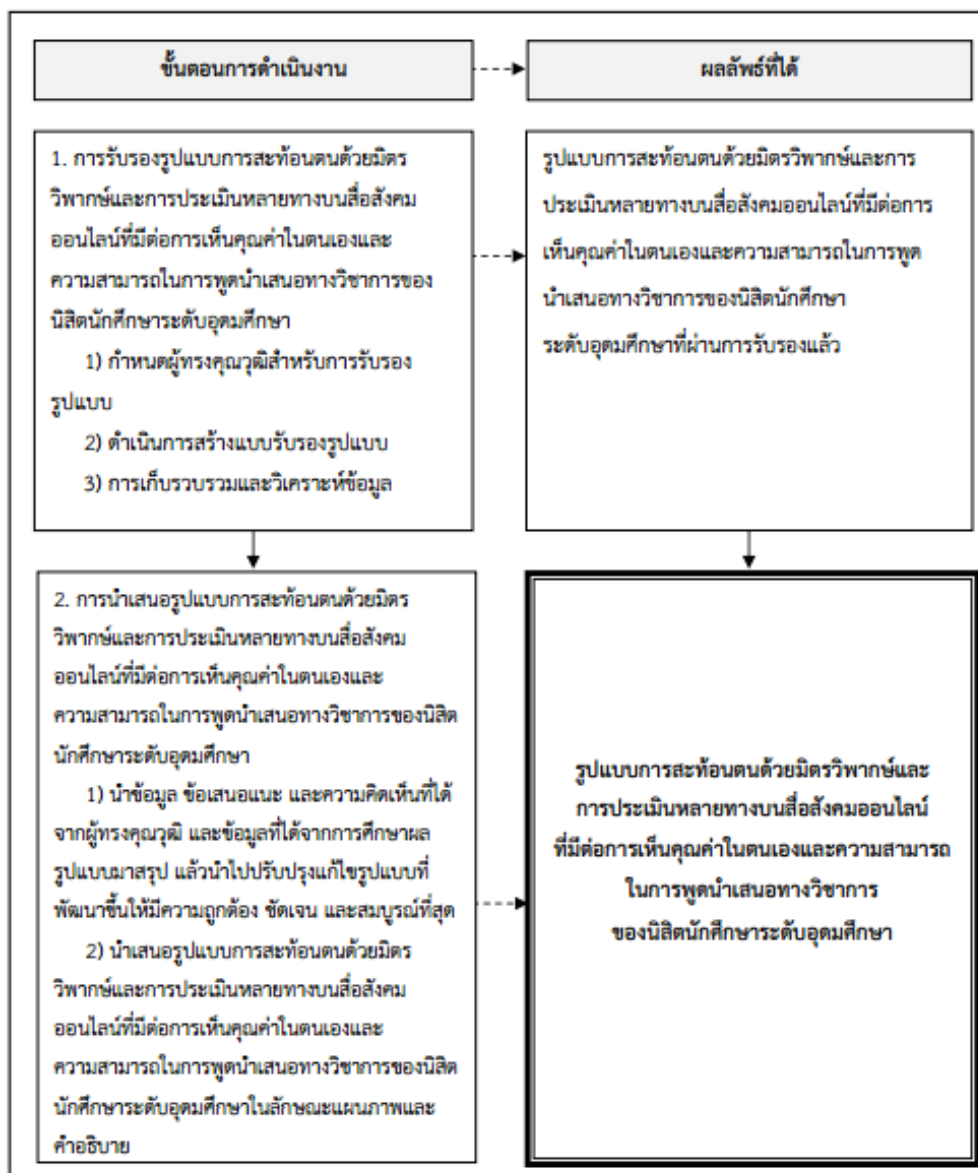 ขั้นตอนการดำเนินงาน
ผลลัพธ์ที่ได้
1. การรับรองรูปแบบการสะท้อนตนด้วยมิตร
วิพากษ์และการประเมินหลายทางบนสื่อสังคม
ออนไลน์ที่มีต่อการเห็นคุณค่าในตนเองและ
ความสามารถในการพูดนำเสนอทางวิชาการของ
นิสิตนักศึกษาระดับอุดมศึกษา
1) กำหนดผู้ทรงคุณวุฒิสำหรับการรับรอง
รูปแบบ
2) ดำเนินการสร้างแบบรับรองรูปแบบ
3) การเก็บรวบรวมและวิเคราะห์ข้อมูล
รูปแบบการสะท้อนตนด้วยมิตรวิพากษ์และการ
ประเมินหลายทางบนสื่อสังคมออนไลน์ที่มีต่อการ
เห็นคุณค่าในตนเองและความสามารถในการพูด
นำเสนอทางวิชาการของนิสิตนักศึกษา
ระดับอุดมศึกษาที่ผ่านการรับรองแล้ว
2. การนำเสนอรูปแบบการสะท้อนตนด้วยมิตร
วิพากษ์และการประเมินหลายทางบนสื่อสังคม
ออนไลน์ที่มีต่อการเห็นคุณค่าในตนเองและ
ความสามารถในการพูดนำเสนอทางวิชาการของนิสิต
นักศึกษาระดับอุดมศึกษา
1) นำข้อมูล ข้อเสนอแนะ และความคิดเห็นที่ได้
จากผู้ทรงคุณวุฒิ และข้อมูลที่ได้จากการศึกษาผล
รูปแบบมาสรุป แล้วนำไปปรับปรุงแก้ไขรูปแบบที่
พัฒนาขึ้นให้มีความถูกต้อง ชัดเจน และสมบูรณ์ที่สุด
2) นำเสนอรูปแบบการสะท้อนตนด้วยมิตร
วิพากษ์และการประเมินหลายทางบนสื่อสังคม
ออนไลน์ที่มีต่อการเห็นคุณค่าในตนเองและ
ความสามารถในการพูดนำเสนอทางวิชาการของนิสิต
นักศึกษาระดับอุดมศึกษาในลักษณะแผนภาพและ
คำอธิบาย
รูปแบบการสะท้อนตนด้วยมิตรวิพากษ์และ
การประเมินหลายทางบนสื่อสังคมออนไลน์
ที่มีต่อการเห็นคุณค่าในตนเองและความสามารถ
ในการพูดนำเสนอทางวิชาการ
ของนิสิตนักศึกษาระดับอุดมศึกษา